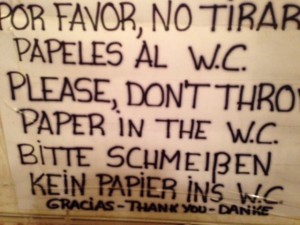 POR FAVOR, NO TIRAR
PAPELES AL W.C.
PLEASE, DON'T THRO
PAPER IN THE W.C.
BITTE SCHMEIßEN
KEIN PAPIER INS W.C.
GRACIAS - THANK YOU - DANKE